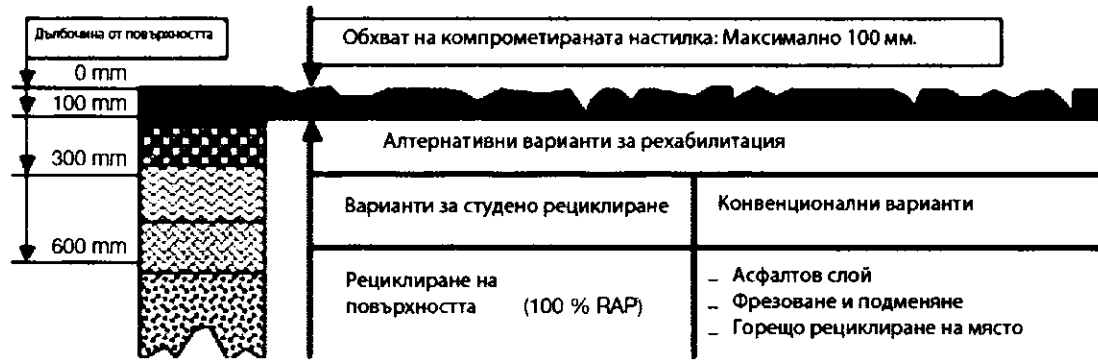 Дълбочина от повърхността
Обхват на компрометираната настилка: Максимално 100 мм.
0 mm
100 mm
300 mm
600 mm
Алтернативни варианти за рехабилитация
Варианти за студено рециклиране
Конвенционални варианти
Рециклиране на
повърхността (100 % RAP)
– Асфалтов слой
– Фрезоване и подменяне
– Горещо рециклиране на място